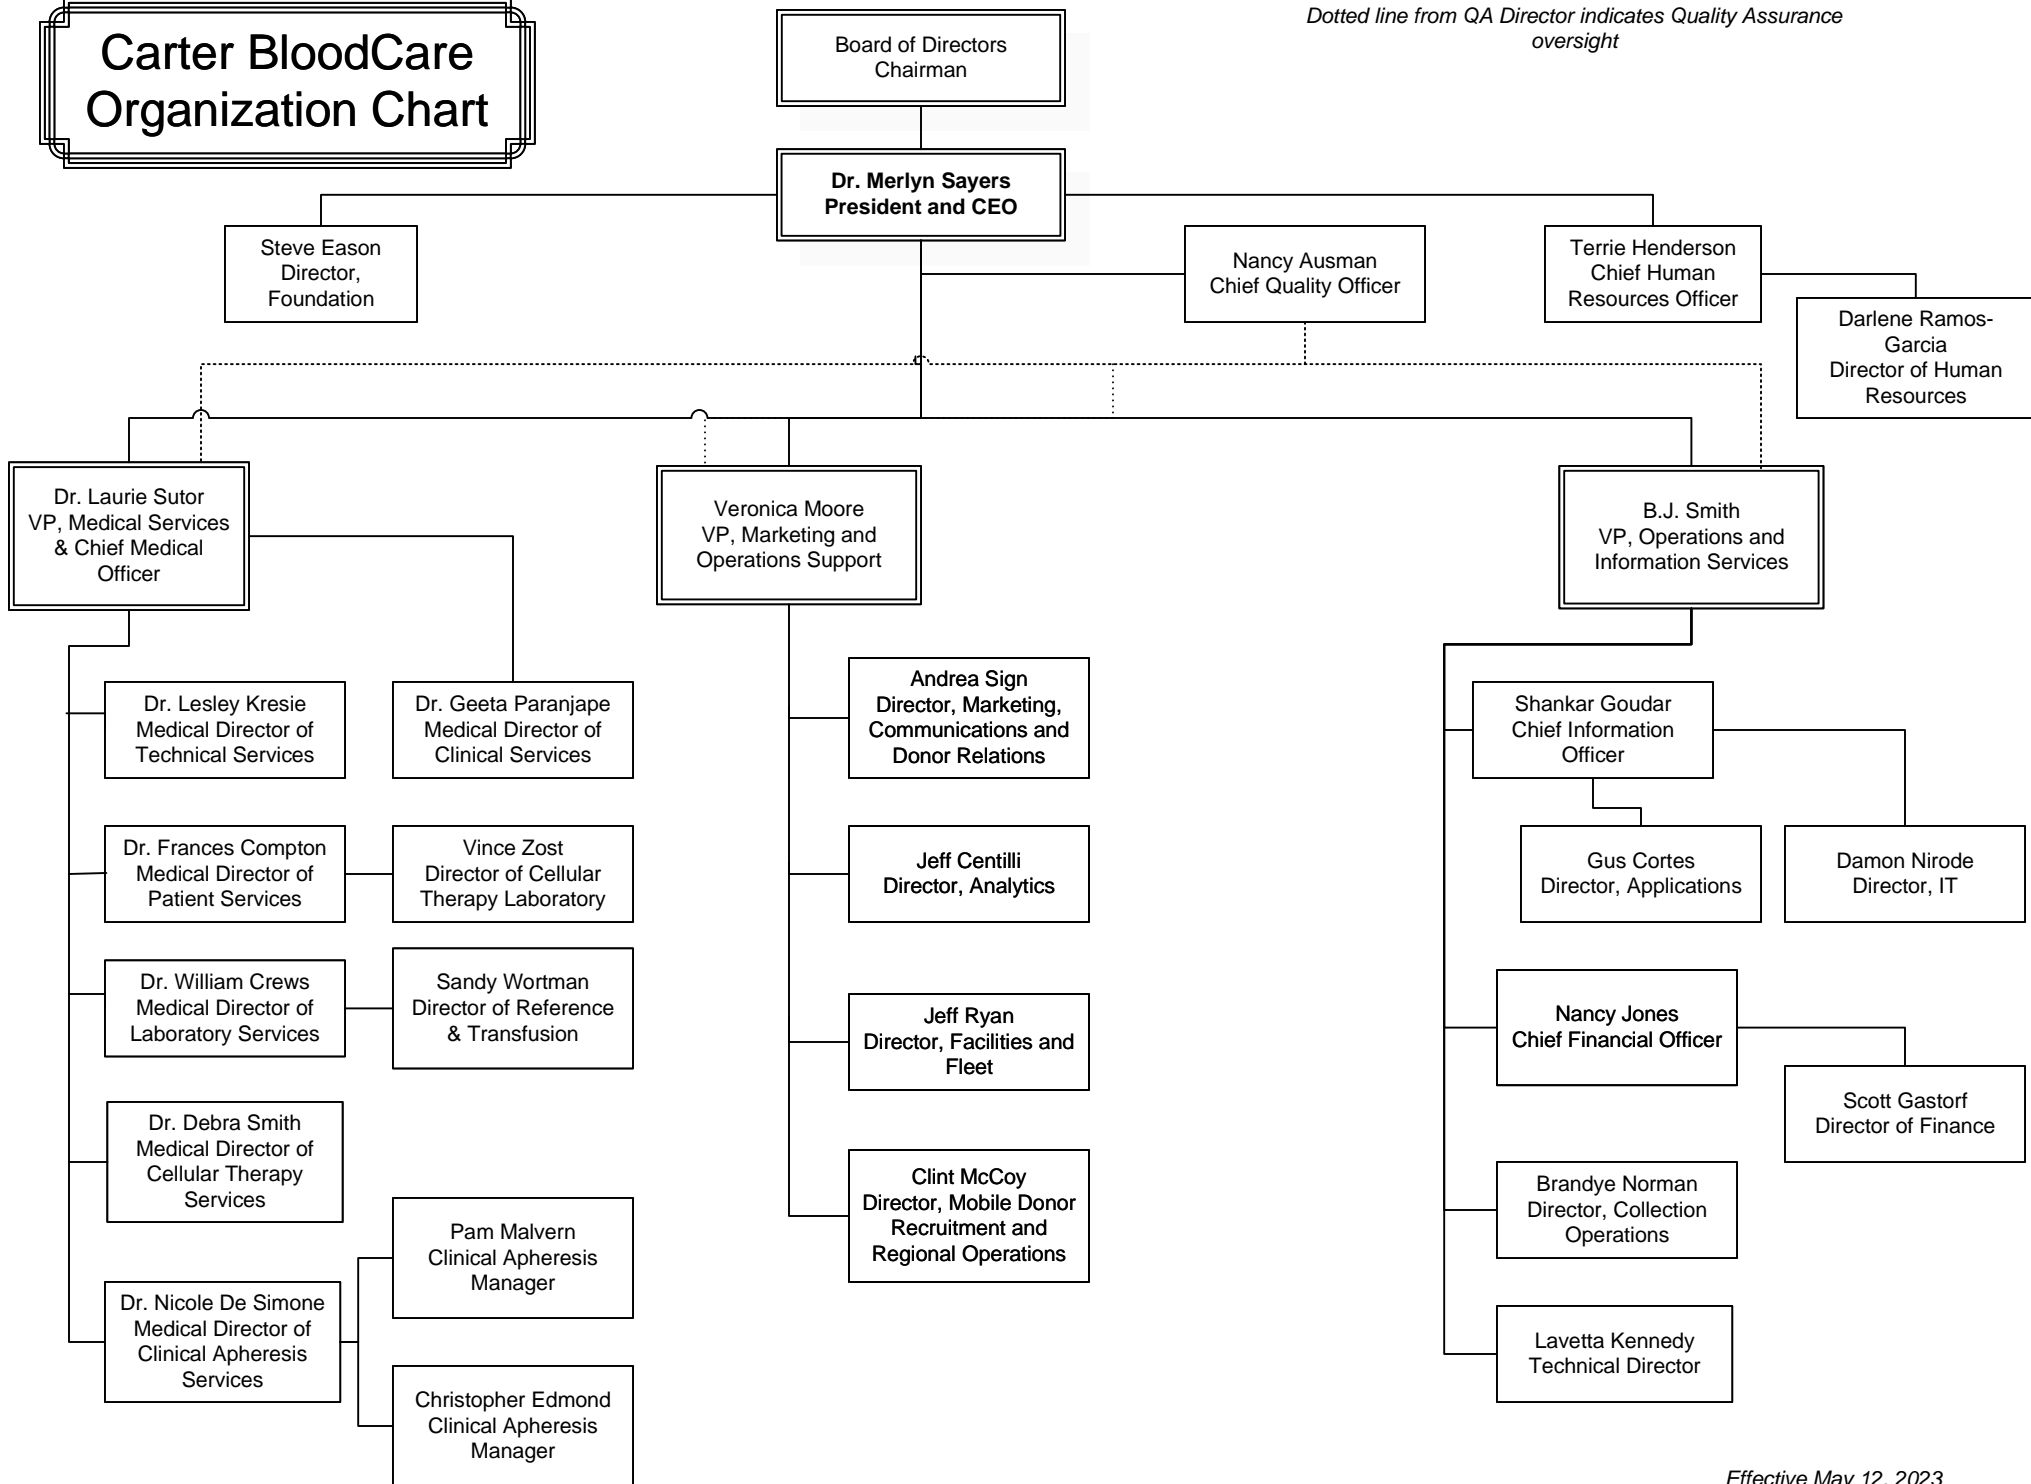 Carter BloodCare
Organization Chart
Dotted line from QA Director indicates Quality Assurance
oversight
Board of Directors
Chairman
Dr. Merlyn Sayers
President and CEO
Steve Eason
Director,
Foundation
Nancy Ausman
Chief Quality Officer
Terrie Henderson
Chief Human
Resources Officer
Darlene Ramos-
Garcia
Director of Human
Resources
Dr. Laurie Sutor
VP, Medical Services
& Chief Medical
Officer
Veronica Moore
VP, Marketing and
Operations Support
B.J. Smith
VP, Operations and
Information Services
Dr. Lesley Kresie
Medical Director of
Technical Services
Dr. Geeta Paranjape
Medical Director of
Clinical Services
Dr. Frances Compton
Medical Director of
Patient Services
Vince Zost
Director of Cellular
Therapy Laboratory
Dr. William Crews
Medical Director of
Laboratory Services
Sandy Wortman
Director of Reference
& Transfusion
Dr. Debra Smith
Medical Director of
Cellular Therapy
Services
Dr. Nicole De Simone
Medical Director of
Clinical Apheresis
Services
Pam Malvern
Clinical Apheresis
Manager
Christopher Edmond
Clinical Apheresis
Manager
Andrea Sign
Director, Marketing,
Communications and
Donor Relations
Jeff Centilli
Director, Analytics
Jeff Ryan
Director, Facilities and
Fleet
Clint McCoy
Director, Mobile Donor
Recruitment and
Regional Operations
Shankar Goudar
Chief Information
Officer
Gus Cortes
Director, Applications
Damon Nirode
Director, IT
Nancy Jones
Chief Financial Officer
Scott Gastorf
Director of Finance
Brandye Norman
Director, Collection
Operations
Lavetta Kennedy
Technical Director
Effective May 12, 2023